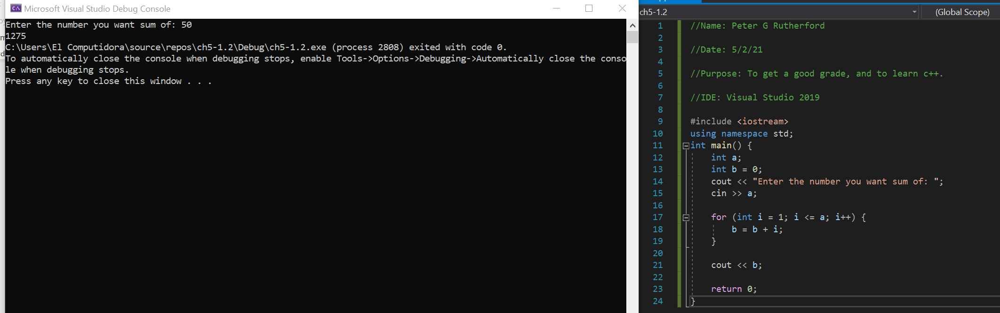 Microsoft Visual Studio Debug Console
Enter the number you want sum of: 50
1275
C:\Users\El Computidora\source\repos\ch5-1.2\Debug\ch5-1.2.exe (process 2808) exited with code 0.
To automatically close the console when debugging stops, enable Tools->Options->Debugging->Automatically close the conso
le when debugging stops.
Press any key to close this window . . .
ch5-1.2
(Global Scope)
1 //Name: Peter G Rutherford
2
3 //Date: 5/2/21
4
5 //Purpose: To get a good grade, and to learn c++.
6
7 //IDE: Visual Studio 2019
8
9 #include <iostream>
10 using namespace std;
11 int main() {
12 int a;
13 int b = 0;
14 cout << "Enter the number you want sum of: ";
15 cin >> a;
16
17 for (int i = 1; i <= a; i++) {
18 b = b + i;
19 }
20
21 cout << b;
22
23 return 0;
24 }